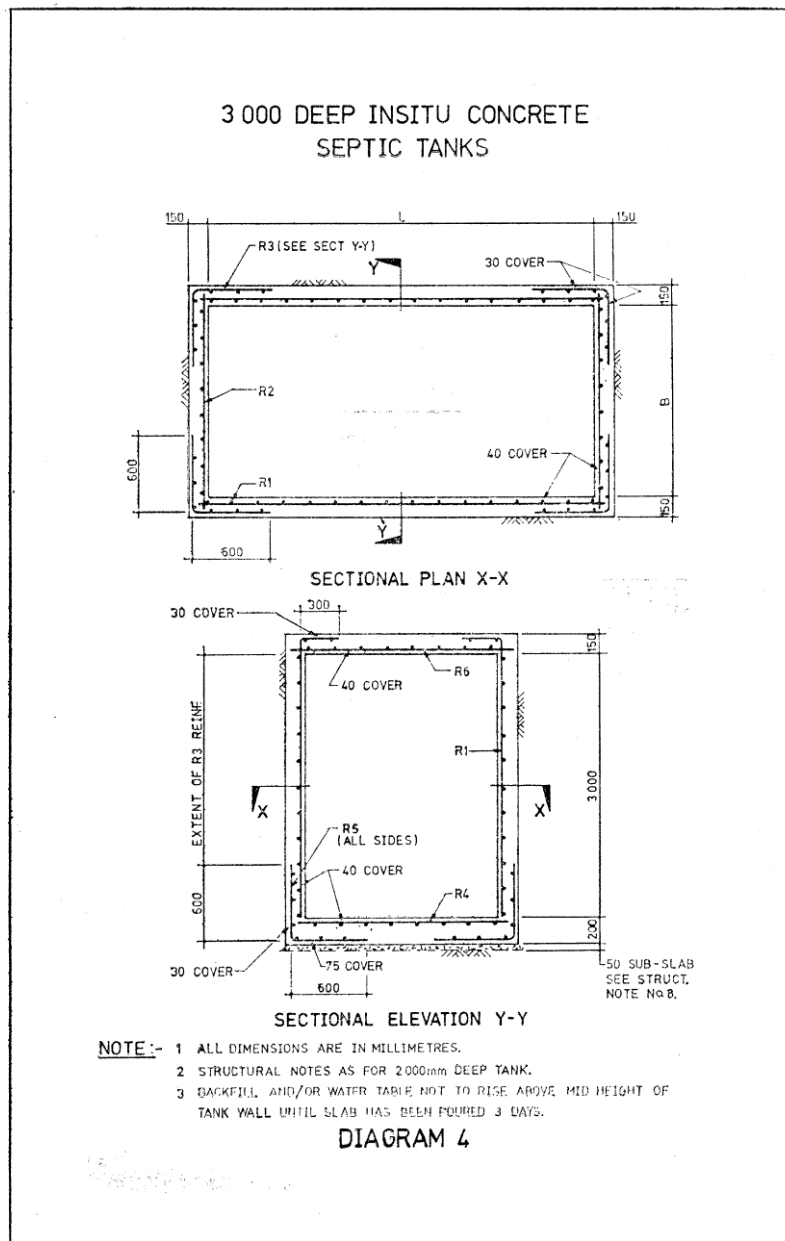 3 000 DEEP INSITU CONCRETE
SEPTIC TANKS
150
L
150
R3 (SEE SECT Y-Y)
Y
30 COVER
150
R2
B
600
40 COVER
R1
150
Y
600
SECTIONAL PLAN X-X
30 COVER
300
150
R6
40 COVER
EXTENT OF R3 REINF
R1
3 000
X
X
R5
(ALL SIDES)
40 COVER
R4
600
200
30 COVER
75 COVER
600
50 SUB-SLAB
SEE STRUCT.
NOTE No 8.
SECTIONAL ELEVATION Y-Y
NOTE:- 1 ALL DIMENSIONS ARE IN MILLIMETRES.
2 STRUCTURAL NOTES AS FOR 2000mm DEEP TANK.
3 BACKFILL AND/OR WATER TABLE NOT TO RISE ABOVE MID HEIGHT OF
TANK WALL UNTIL SLAB HAS BEEN POURED 3 DAYS.
DIAGRAM 4